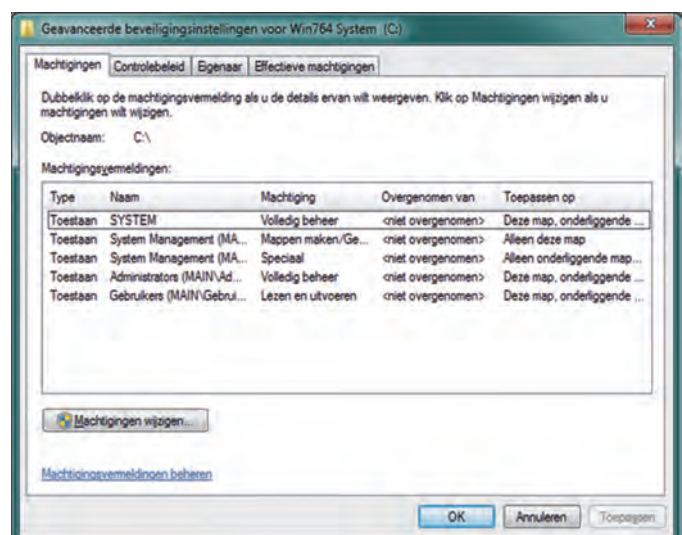 Geavanceerde beveiligingsinstellingen voor Win764 System (C:)
Machtigingen Controlebeleid Eigenaar Effectieve machtigingen
Dubbelklik op de machtigingsvermelding als u de details ervan wilt weergeven. Klik op Machtigingen wijzigen als u
machtigingen wilt wijzigen.
Objectnaam: C:\
Machtigingsvermeldingen:
Type Naam Machtiging Overgenomen van Toepassen op
Toestaan SYSTEM Volledig beheer <niet overgenomen> Deze map, onderliggende ...
Toestaan System Management (MA... Mappen maken/Ge... <niet overgenomen> Alleen deze map
Toestaan System Management (MA... Speciaal <niet overgenomen> Alleen onderliggende map...
Toestaan Administrators (MAIN\Ad... Volledig beheer <niet overgenomen> Deze map, onderliggende ...
Toestaan Gebruikers (MAIN\Gebrui... Lezen en uitvoeren <niet overgenomen> Deze map, onderliggende ...
Machtigingen wijzigen...
Machtigingsvermeldingen beheren
OK Annuleren Toepassen